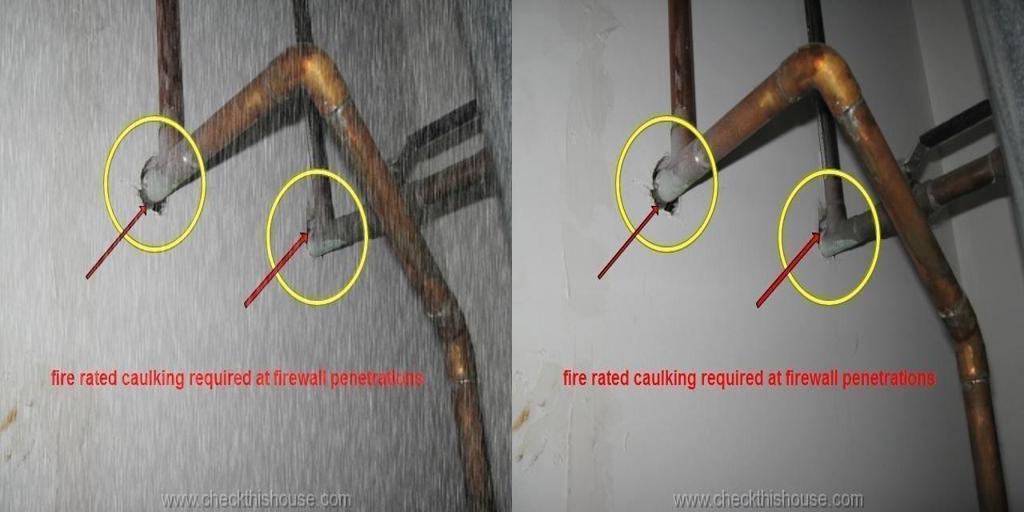 fire rated caulking required at firewall penetrations
fire rated caulking required at firewall penetrations
www.checkthishouse.com
www.checkthishouse.com